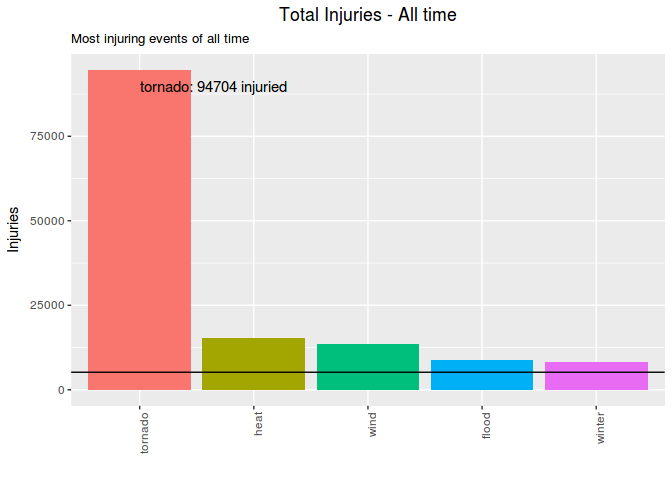 Total Injuries - All time
Most injuring events of all time
tornado: 94704 injuried
Injuries
75000
50000
25000
0
tornado
heat
wind
flood
winter